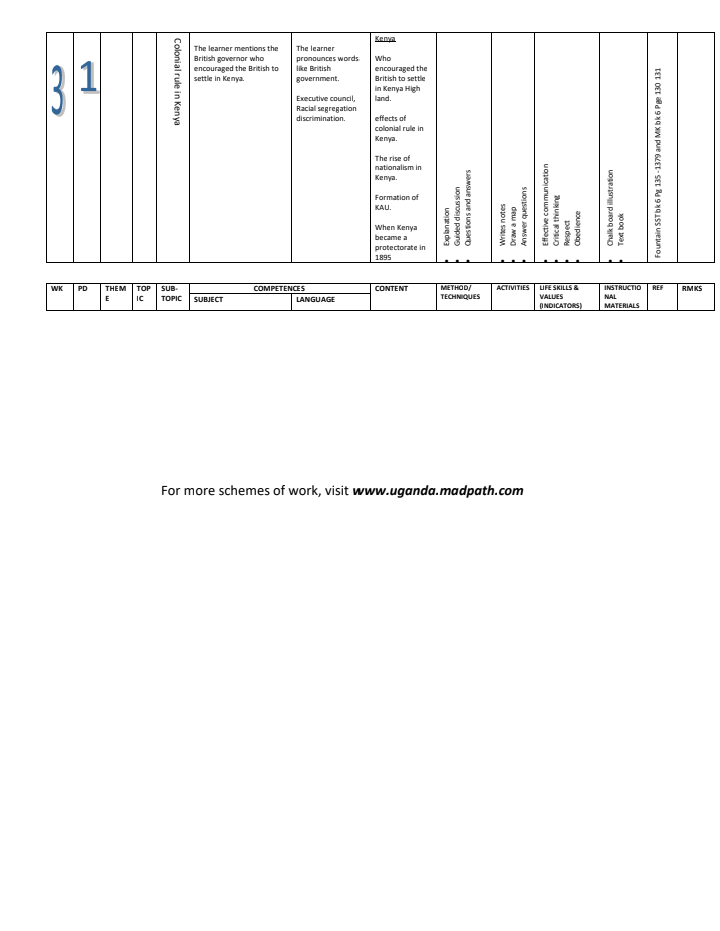 3
1
Colonial rule in Kenya
The learner mentions the
British governor who
encouraged the British to
settle in Kenya.
The learner
pronounces words
like British
government.
Executive council,
Racial segregation
discrimination.
Kenya
Who
encouraged the
British to settle
in Kenya High
land.
effects of
colonial rule in
Kenya.
The rise of
nationalism in
Kenya.
Formation of
KAU.
When Kenya
became a
protectorate in
1895
• Explanation
• Guided discussion
• Questions and answers
• Writes notes
• Draw a map
• Answer questions
• Effective communication
• Critical thinking
• Respect
• Obedience
• Chalk board illustration
• Text book
Fountain SST bk 6 Pg 135 -1379 and MK bk 6 Pge 130 131
WK
PD
THEM
E
TOP
IC
SUB-
TOPIC
COMPETENCES
SUBJECT
LANGUAGE
CONTENT
METHOD/
TECHNIQUES
ACTIVITIES
LIFE SKILLS &
VALUES
(INDICATORS)
INSTRUCTIO
NAL
MATERIALS
REF
RMKS
For more schemes of work, visit www.uganda.madpath.com